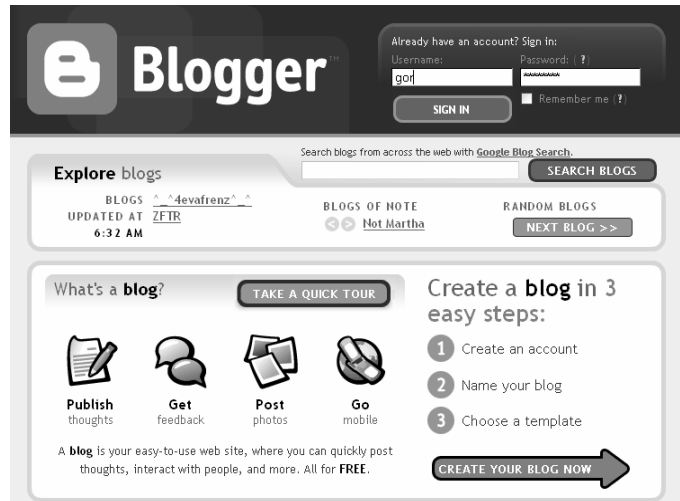 Blogger™
Already have an account? Sign in:
Username: Password: (?)
gor ********
SIGN IN Remember me (?)
Search blogs from across the web with Google Blog Search.
Explore blogs
SEARCH BLOGS
BLOGS UPDATED AT 6:32 AM
^_^4evafrenz^_^
ZFTR
BLOGS OF NOTE
Not Martha
RANDOM BLOGS
NEXT BLOG >>
What's a blog?
TAKE A QUICK TOUR
Publish thoughts
Get feedback
Post photos
Go mobile
A blog is your easy-to-use web site, where you can quickly post
thoughts, interact with people, and more. All for FREE.
Create a blog in 3
easy steps:
1 Create an account
2 Name your blog
3 Choose a template
CREATE YOUR BLOG NOW